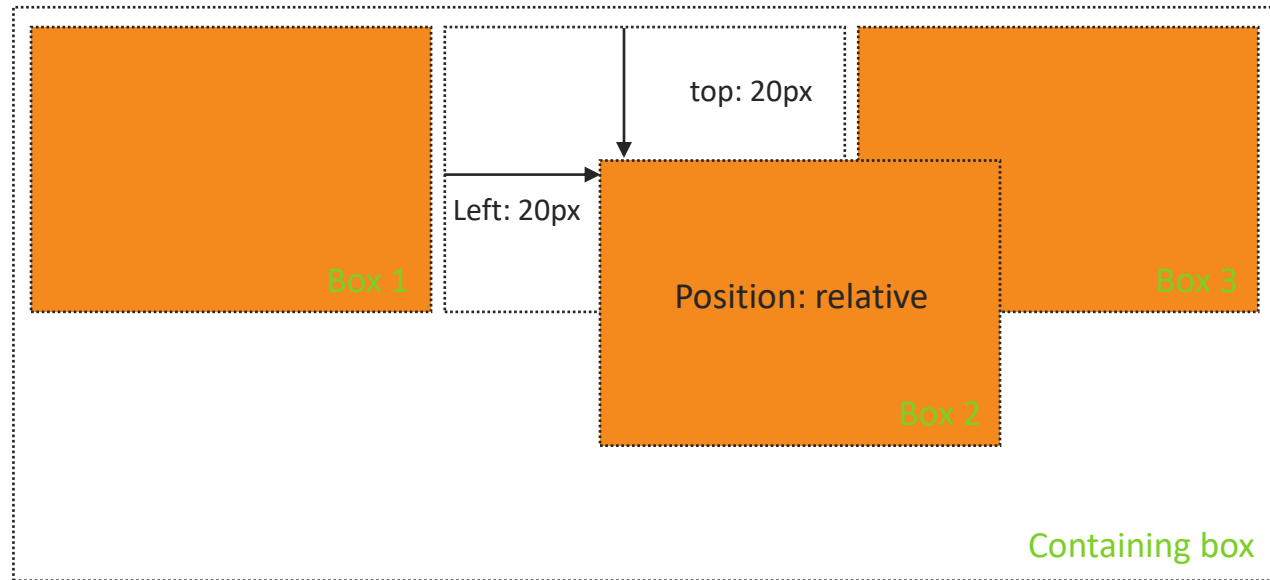 top: 20px
Left: 20px
Box 1
Position: relative
Box 3
Box 2
Containing box